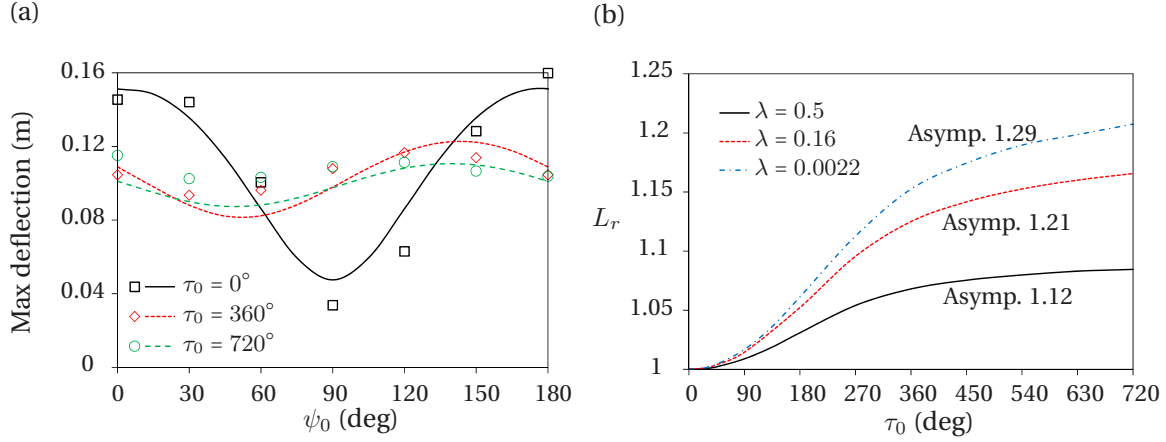 (a)
Max deflection (m)
0.16
0.12
0.08
0.04
0
τ₀ = 0°
τ₀ = 360°
τ₀ = 720°
0 30 60 90 120 150 180
ψ₀ (deg)
(b)
L_r
1.25
1.2
1.15
1.1
1.05
1
λ = 0.5
λ = 0.16
λ = 0.0022
Asymp. 1.29
Asymp. 1.21
Asymp. 1.12
0 90 180 270 360 450 540 630 720
τ₀ (deg)